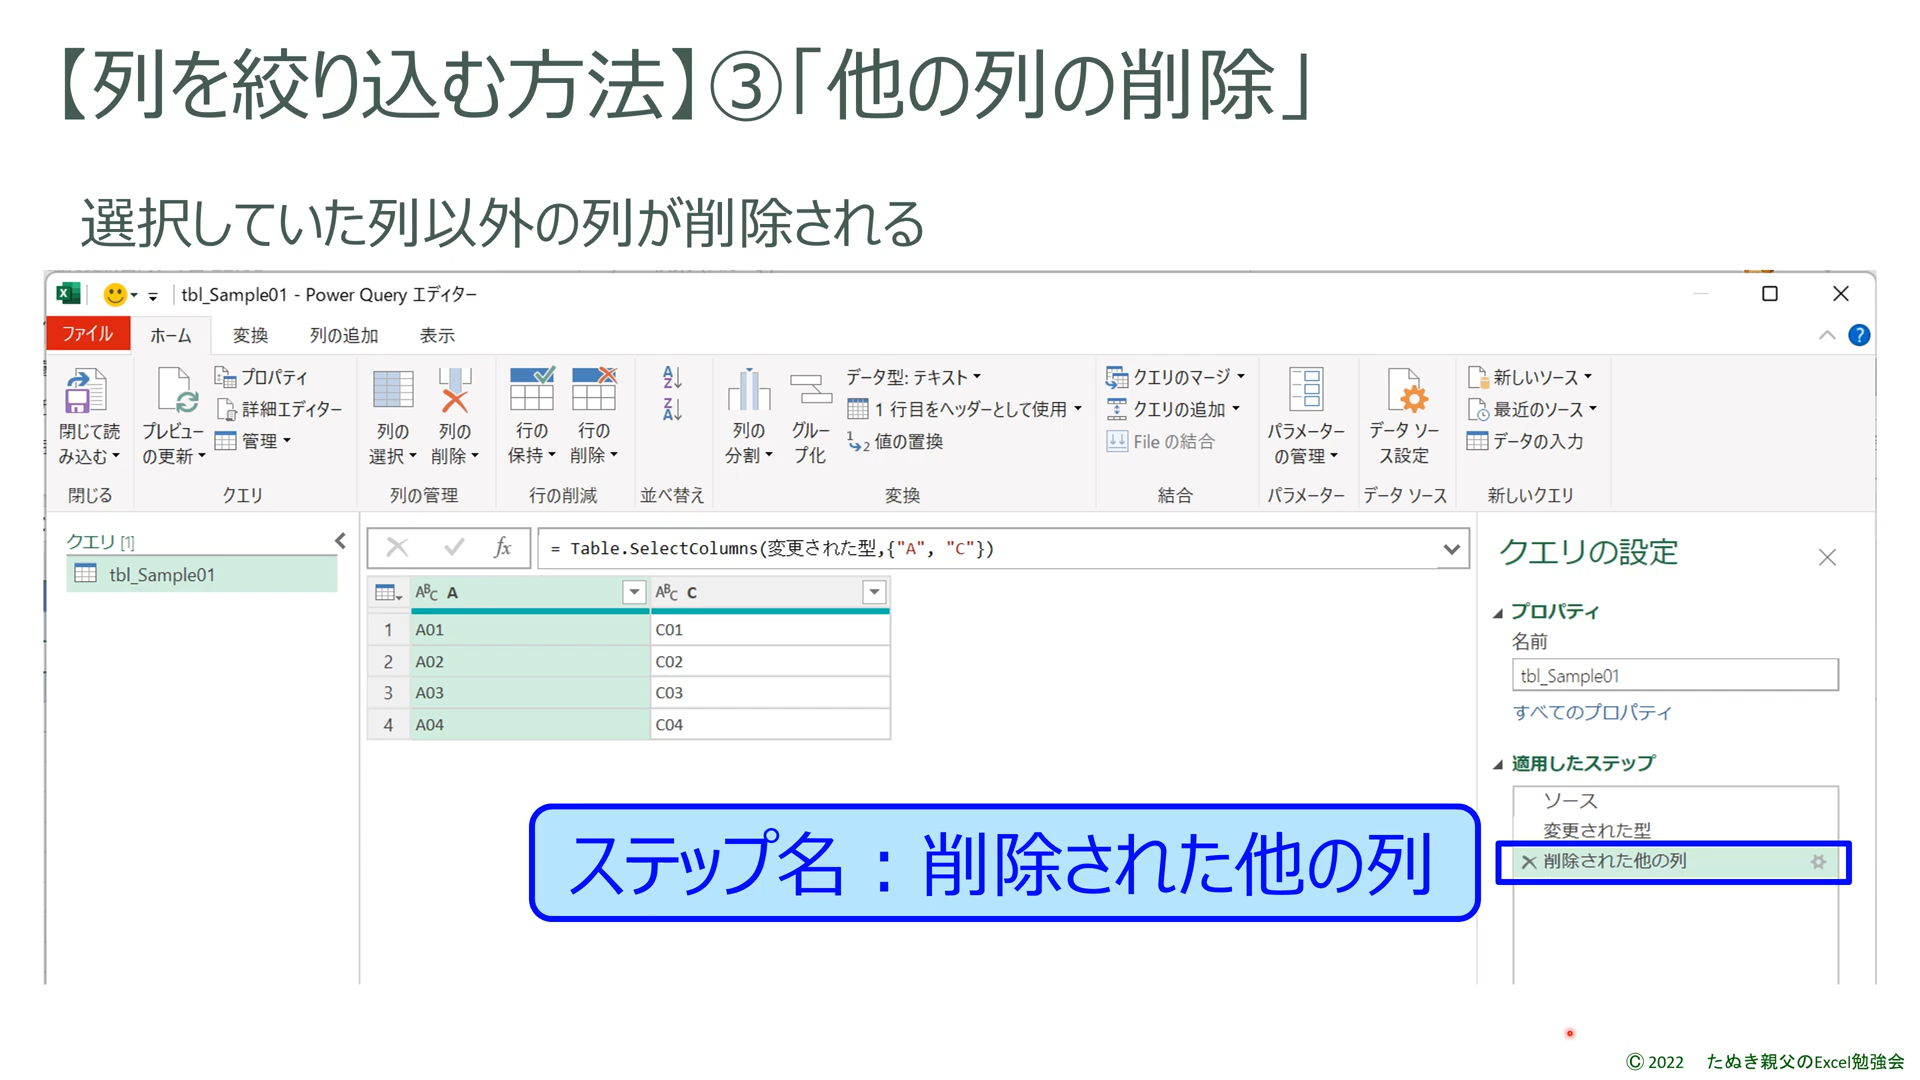 【列を絞り込む方法】③「他の列の削除」
選択していた列以外の列が削除される
tbl_Sample01 - Power Query エディター
ファイル ホーム 変換 列の追加 表示
閉じて読み込む
プレビューの更新
プロパティ
詳細エディター
管理
列の選択
列の削除
行の保持
行の削除
列の分割
グループ化
データ型: テキスト
1 行目をヘッダーとして使用
値の置換
クエリのマージ
クエリの追加
File の結合
パラメーターの管理
データ ソース設定
新しいソース
最近のソース
データの入力
閉じる クエリ 列の管理 行の削減 並べ替え 変換 結合 パラメーター データ ソース 新しいクエリ
クエリ [1]
tbl_Sample01
= Table.SelectColumns(変更された型,{"A", "C"})
A C
1 A01 C01
2 A02 C02
3 A03 C03
4 A04 C04
クエリの設定
プロパティ
名前
tbl_Sample01
すべてのプロパティ
適用したステップ
ソース
変更された型
削除された他の列
ステップ名：削除された他の列
© 2022 たぬき親父のExcel勉強会